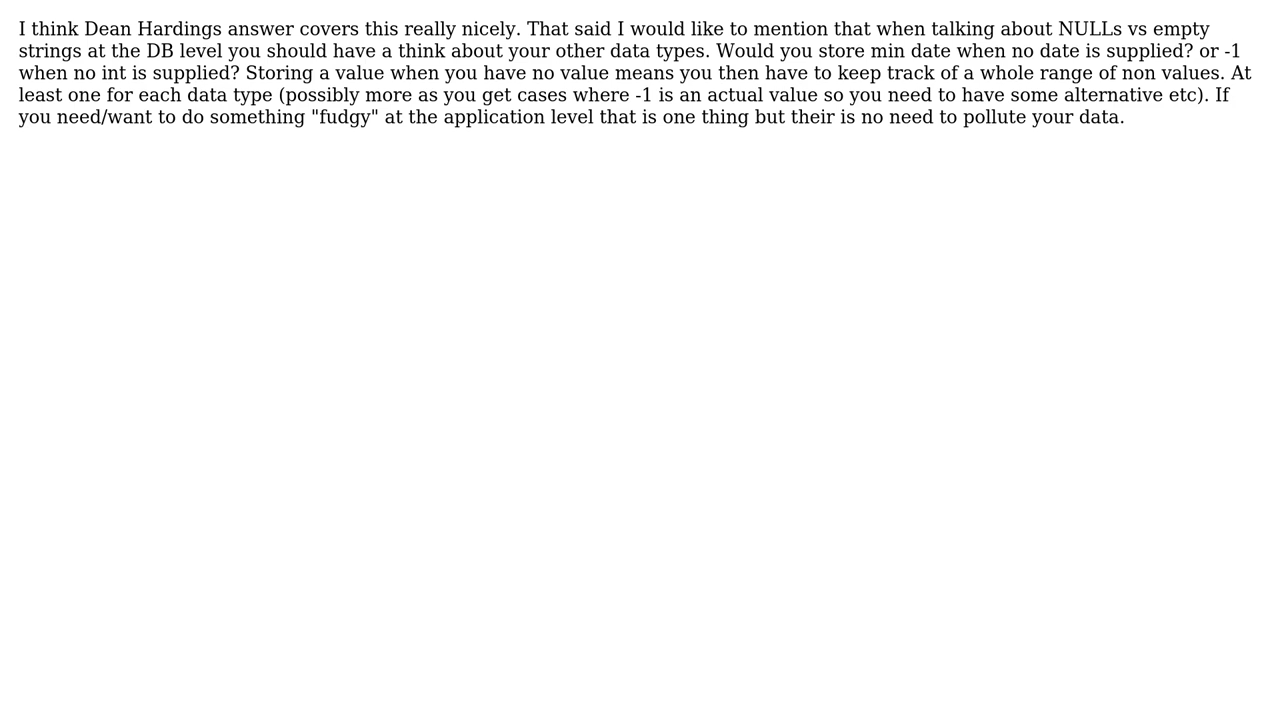 I think Dean Hardings answer covers this really nicely. That said I would like to mention that when talking about NULLs vs empty
strings at the DB level you should have a think about your other data types. Would you store min date when no date is supplied? or -1
when no int is supplied? Storing a value when you have no value means you then have to keep track of a whole range of non values. At
least one for each data type (possibly more as you get cases where -1 is an actual value so you need to have some alternative etc). If
you need/want to do something "fudgy" at the application level that is one thing but their is no need to pollute your data.